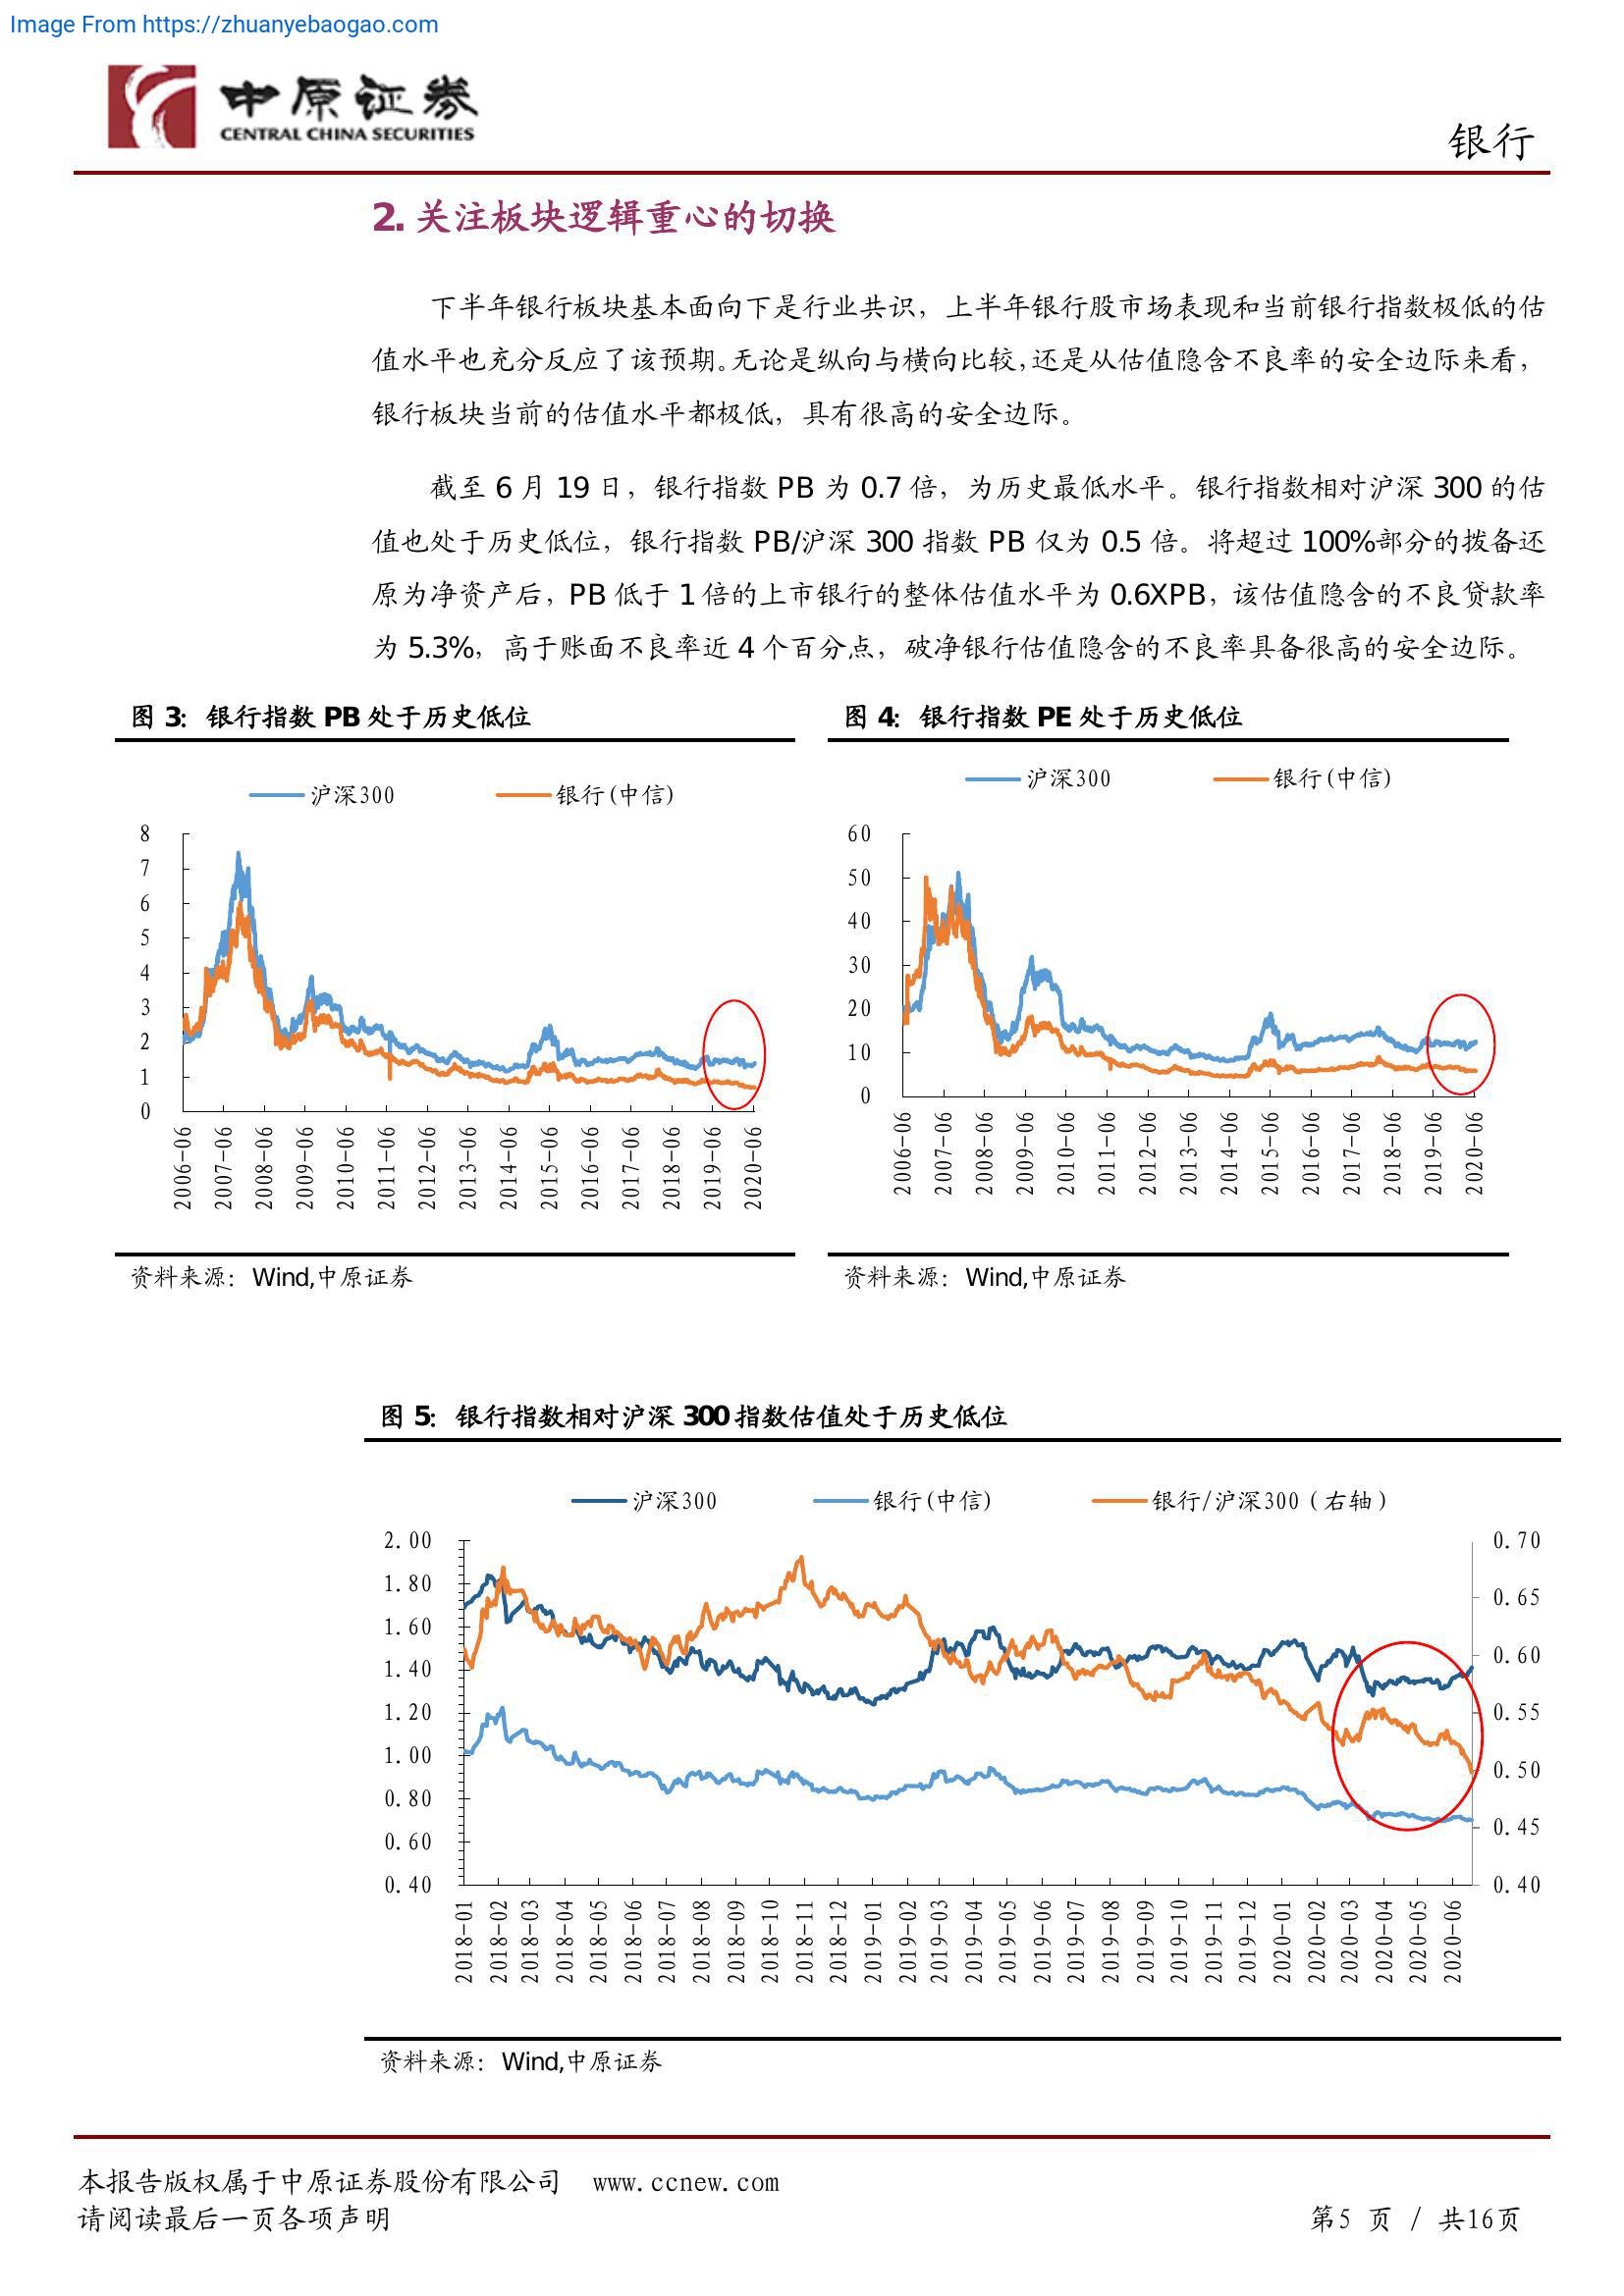 Image From https://zhuanyebaogao.com
中原证券
CENTRAL CHINA SECURITIES
银行
2. 关注板块逻辑重心的切换
下半年银行板块基本面向下是行业共识，上半年银行股市场表现和当前银行指数极低的估
值水平也充分反应了该预期。无论是纵向与横向比较，还是从估值隐含不良率的安全边际来看，
银行板块当前的估值水平都极低，具有很高的安全边际。
截至 6 月 19 日，银行指数 PB 为 0.7 倍，为历史最低水平。银行指数相对沪深 300 的估
值也处于历史低位，银行指数 PB/沪深 300 指数 PB 仅为 0.5 倍。将超过 100%部分的拨备还
原为净资产后，PB 低于 1 倍的上市银行的整体估值水平为 0.6XPB，该估值隐含的不良贷款率
为 5.3%，高于账面不良率近 4 个百分点，破净银行估值隐含的不良率具备很高的安全边际。
图 3: 银行指数 PB 处于历史低位
沪深300 银行(中信)
8
7
6
5
4
3
2
1
0
2006-06 2007-06 2008-06 2009-06 2010-06 2011-06 2012-06 2013-06 2014-06 2015-06 2016-06 2017-06 2018-06 2019-06 2020-06
资料来源：Wind,中原证券
图 4: 银行指数 PE 处于历史低位
沪深300 银行(中信)
60
50
40
30
20
10
0
2006-06 2007-06 2008-06 2009-06 2010-06 2011-06 2012-06 2013-06 2014-06 2015-06 2016-06 2017-06 2018-06 2019-06 2020-06
资料来源：Wind,中原证券
图 5: 银行指数相对沪深 300 指数估值处于历史低位
沪深300 银行(中信) 银行/沪深300（右轴）
2.00 0.70
1.80 0.65
1.60 0.60
1.40 0.55
1.20 0.50
1.00 0.45
0.80 0.40
0.60
0.40
2018-01 2018-02 2018-03 2018-04 2018-05 2018-06 2018-07 2018-08 2018-09 2018-10 2018-11 2018-12 2019-01 2019-02 2019-03 2019-04 2019-05 2019-06 2019-07 2019-08 2019-09 2019-10 2019-11 2019-12 2020-01 2020-02 2020-03 2020-04 2020-05 2020-06
资料来源：Wind,中原证券
本报告版权属于中原证券股份有限公司 www.ccnew.com
请阅读最后一页各项声明
第5 页 / 共16页